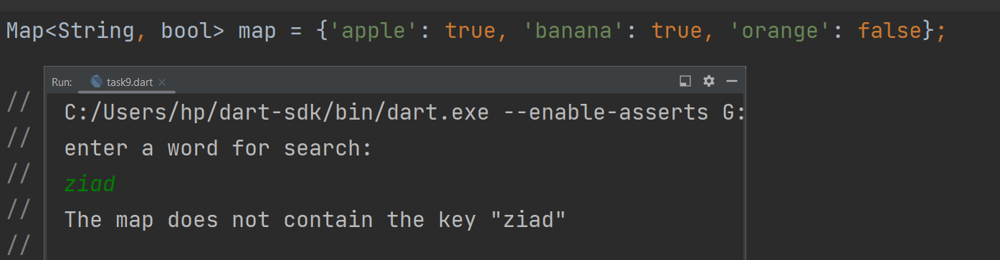 Map<String, bool> map = {'apple': true, 'banana': true, 'orange': false};
Run: task9.dart
//
C:/Users/hp/dart-sdk/bin/dart.exe --enable-asserts G:
//
enter a word for search:
//
ziad
//
The map does not contain the key "ziad"
//